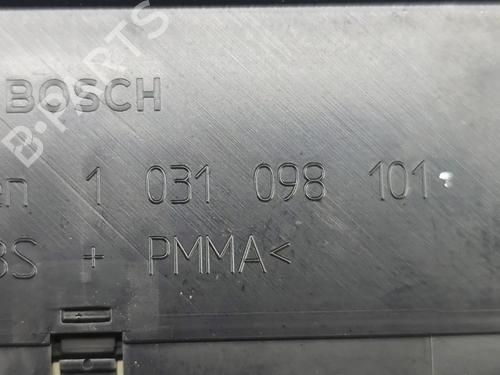 BOSCH
en 1 031 098 101
BS + PMMA<
B-PARTS